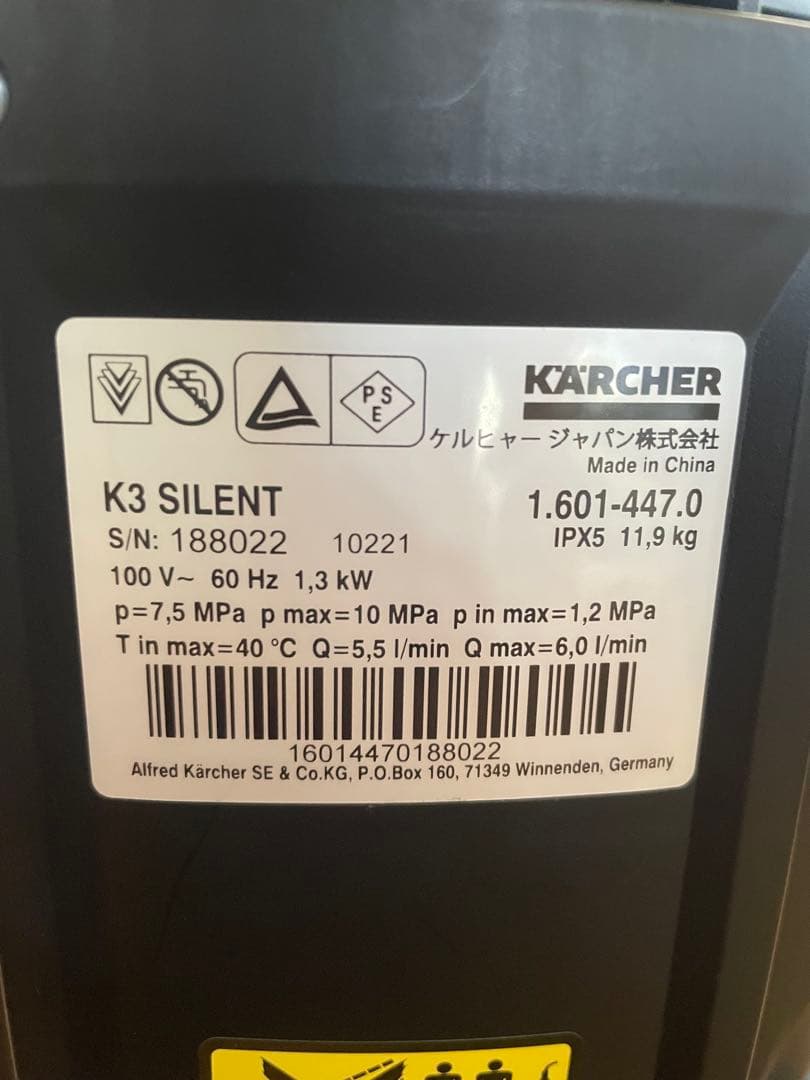 P S
E
KÄRCHER
ケルヒャー ジャパン株式会社
Made in China
K3 SILENT
1.601-447.0
S/N: 188022 10221
IPX5 11,9 kg
100 V~ 60 Hz 1,3 kW
p=7,5 MPa p max=10 MPa p in max=1,2 MPa
T in max=40 °C Q=5,5 l/min Q max=6,0 l/min
16014470188022
Alfred Kärcher SE & Co.KG, P.O.Box 160, 71349 Winnenden, Germany